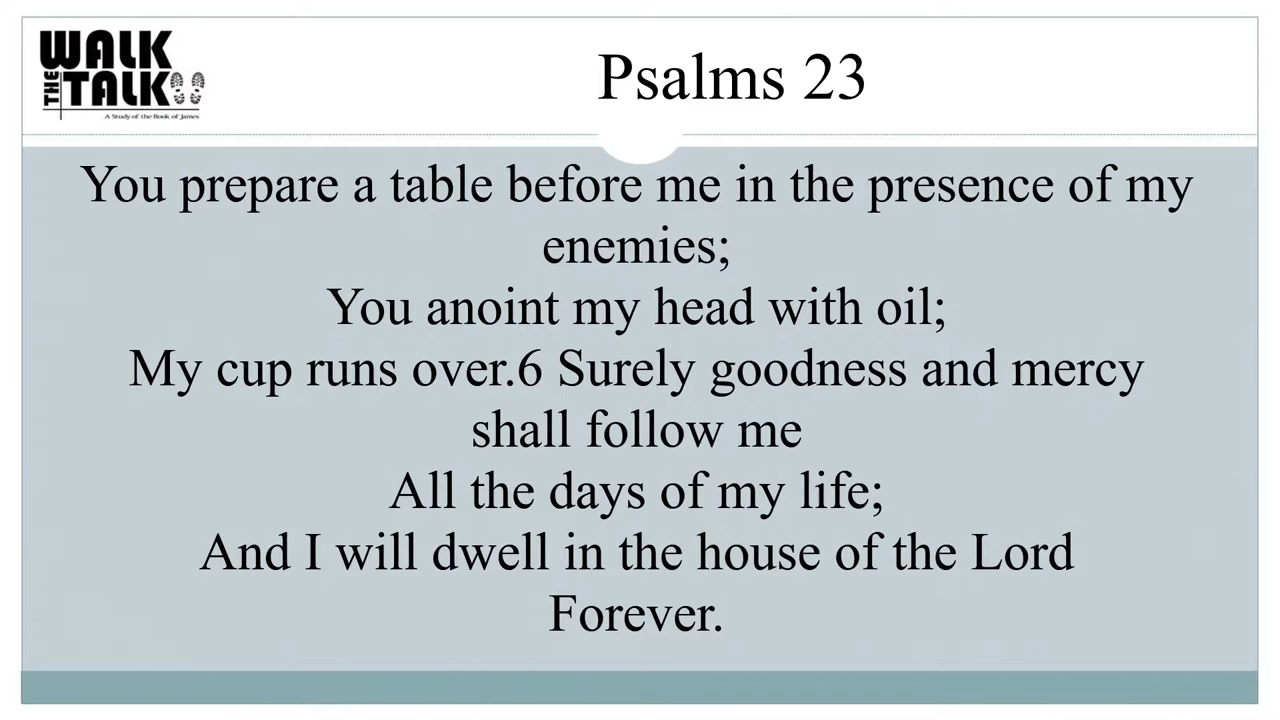 WALK
THE TALK
A Study of the Book of James
Psalms 23
You prepare a table before me in the presence of my
enemies;
You anoint my head with oil;
My cup runs over.6 Surely goodness and mercy
shall follow me
All the days of my life;
And I will dwell in the house of the Lord
Forever.